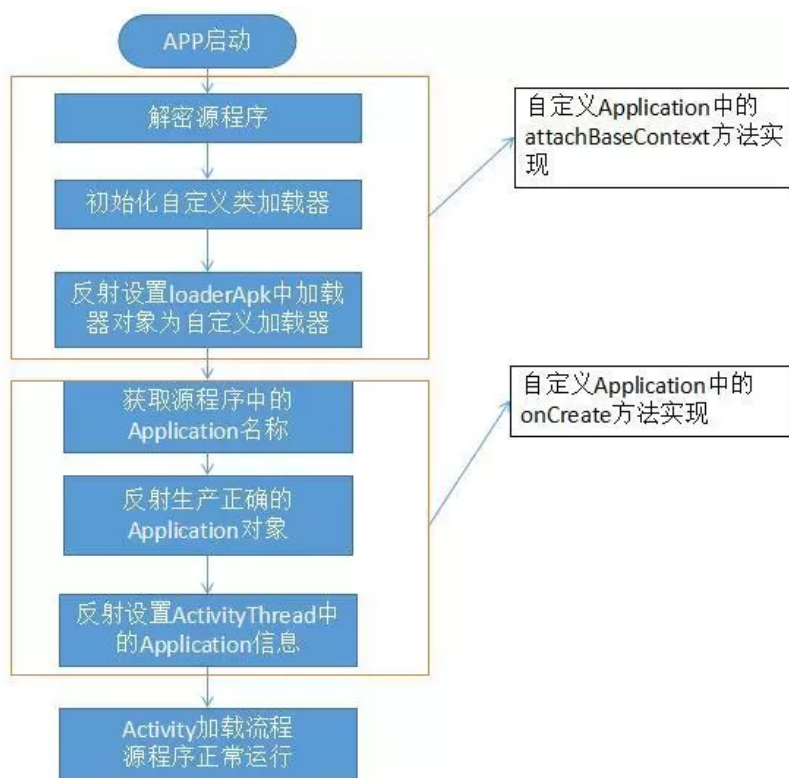 APP启动
解密源程序
自定义Application中的
attachBaseContext方法实
现
初始化自定义类加载器
反射设置loaderApk中加载
器对象为自定义加载器
获取源程序中的
Application名称
自定义Application中的
onCreate方法实现
反射生产正确的
Application对象
反射设置ActivityThread中
的Application信息
Activity加载流程
源程序正常运行